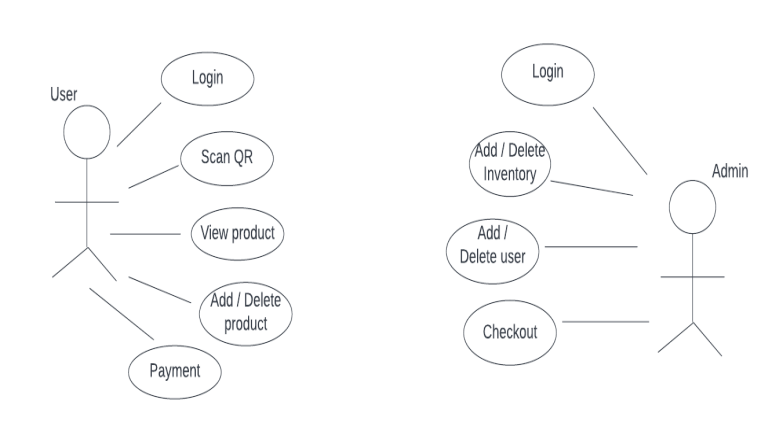 User
Login
Scan QR
View product
Add / Delete
product
Payment
Login
Add / Delete
Inventory
Add /
Delete user
Checkout
Admin